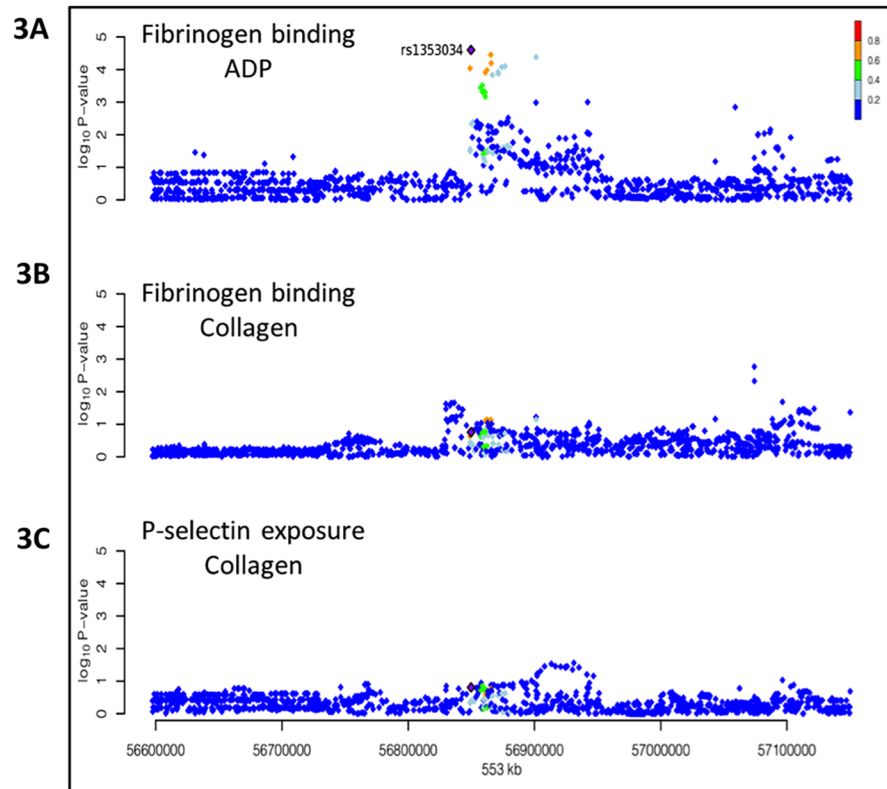 3A
Fibrinogen binding
ADP
rs1353034
log10 P-value
5
4
3
2
1
0
0.8
0.6
0.4
0.2
3B
Fibrinogen binding
Collagen
log10 P-value
5
4
3
2
1
0
3C
P-selectin exposure
Collagen
log10 P-value
5
4
3
2
1
0
56600000 56700000 56800000 56900000 57000000 57100000
553 kb